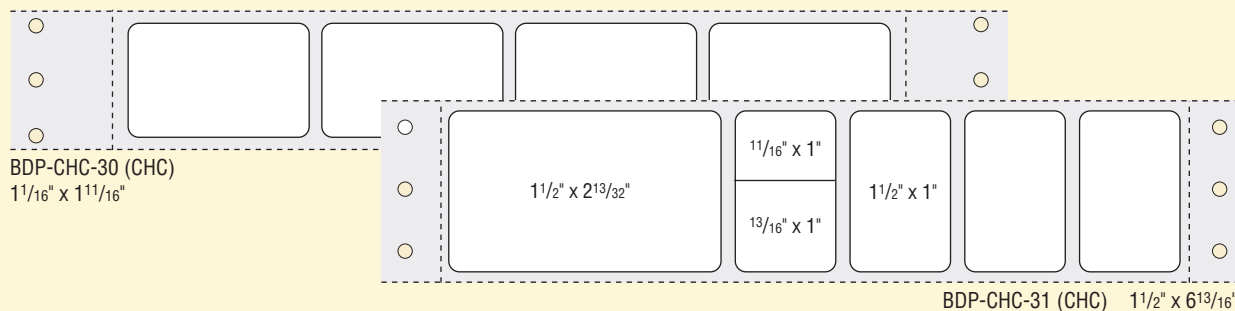 BDP-CHC-30 (CHC)
1 1/16" x 1 11/16"
1 1/2" x 2 13/32"
11/16" x 1"
13/16" x 1"
1 1/2" x 1"
BDP-CHC-31 (CHC) 1 1/2" x 6 13/16"